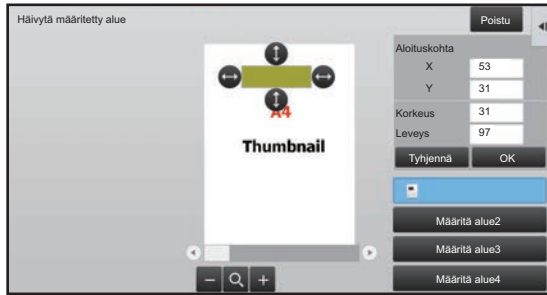 Häivytä määritetty alue
Poistu
Aloituskohta
X 53
Y 31
Korkeus 31
Leveys 97
Tyhjennä OK
A4
Thumbnail
Määritä alue2
Määritä alue3
Määritä alue4